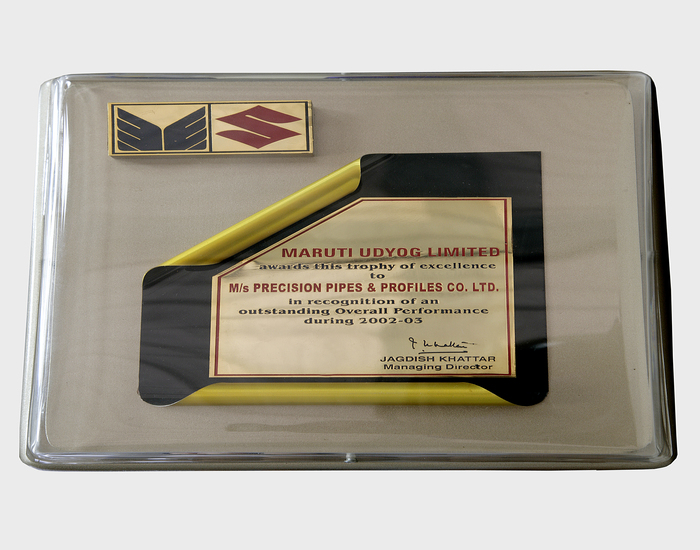 MARUTI UDYOG LIMITED
awards this trophy of excellence
to
M/s PRECISION PIPES & PROFILES CO. LTD.
in recognition of an
outstanding Overall Performance
during 2002-03
JAGDISH KHATTAR
Managing Director